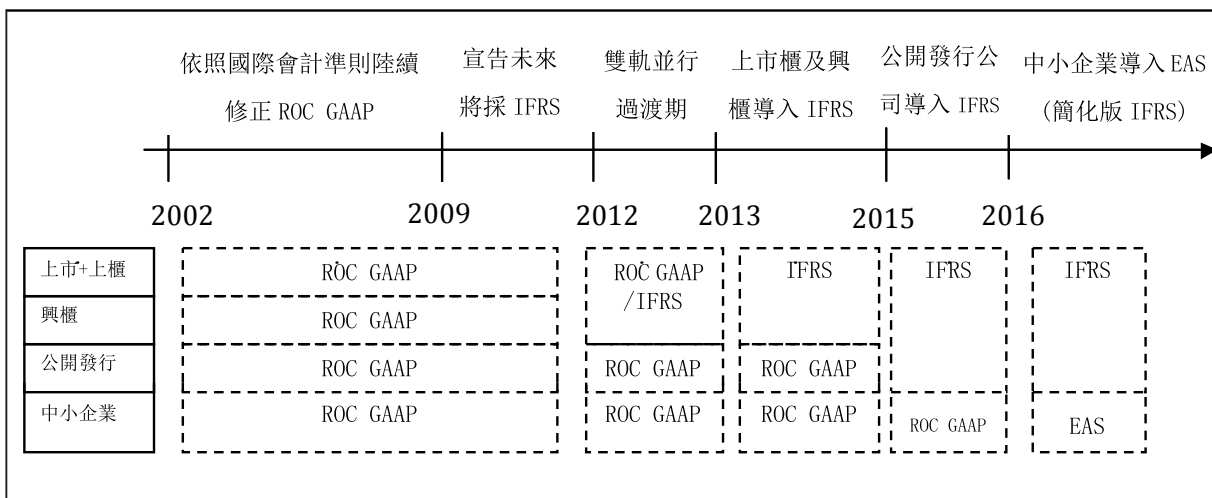 依照國際會計準則陸續
修正 ROC GAAP
宣告未來
將採 IFRS
雙軌並行
過渡期
上市櫃及興
櫃導入 IFRS
公開發行公
司導入 IFRS
中小企業導入 EAS
(簡化版 IFRS)
2002
2009
2012
2013
2015
2016
上市+上櫃
ROC GAAP
ROC GAAP
/IFRS
IFRS
IFRS
IFRS
興櫃
ROC GAAP
公開發行
ROC GAAP
ROC GAAP
ROC GAAP
中小企業
ROC GAAP
ROC GAAP
ROC GAAP
ROC GAAP
EAS